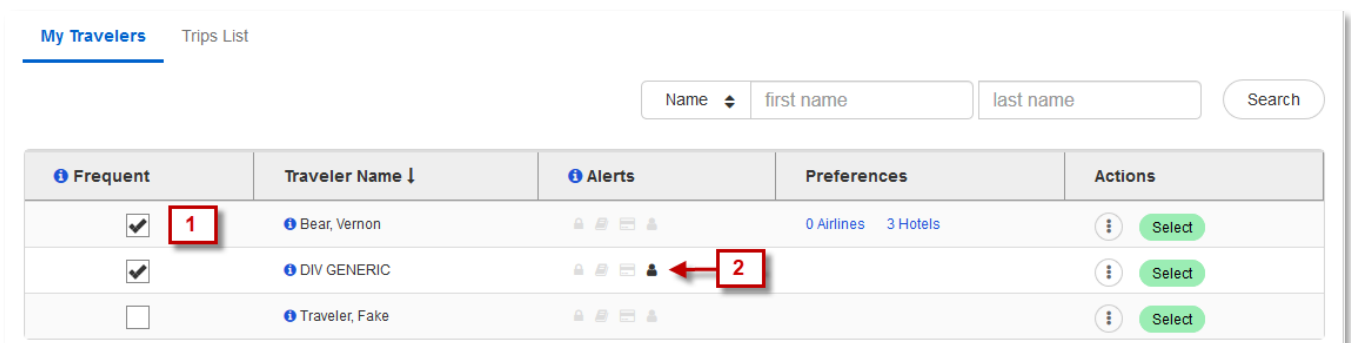 My Travelers Trips List
Name first name last name Search
Frequent Traveler Name Alerts Preferences Actions
1 Bear, Vernon 0 Airlines 3 Hotels Select
DIV GENERIC 2 Select
Traveler, Fake Select